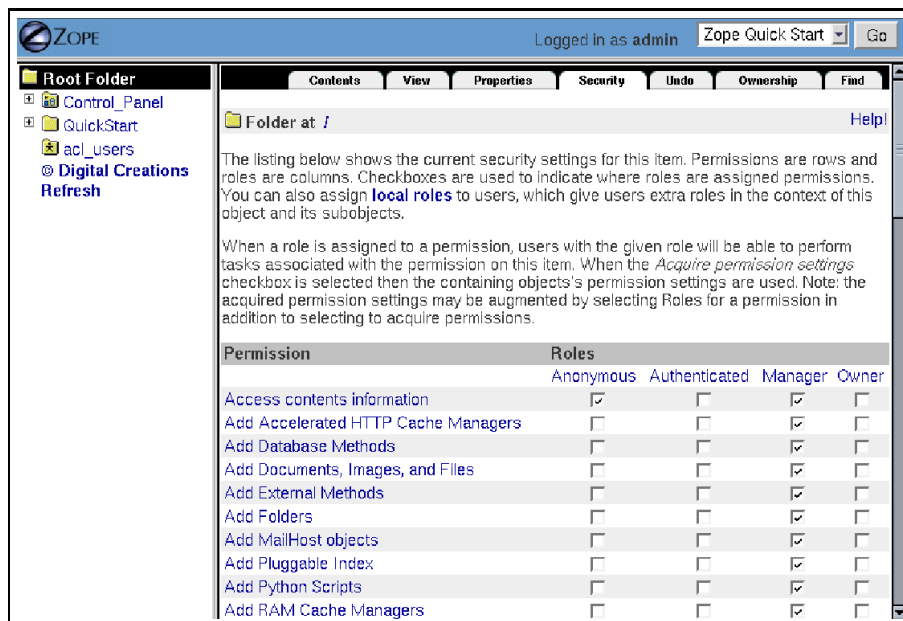 ZOPE
Logged in as admin
Zope Quick Start
Go
Root Folder
Control_Panel
QuickStart
acl_users
© Digital Creations
Refresh
Contents View Properties Security Undo Ownership Find
Folder at /
Help!
The listing below shows the current security settings for this item. Permissions are rows and
roles are columns. Checkboxes are used to indicate where roles are assigned permissions.
You can also assign local roles to users, which give users extra roles in the context of this
object and its subobjects.
When a role is assigned to a permission, users with the given role will be able to perform
tasks associated with the permission on this item. When the Acquire permission settings
checkbox is selected then the containing objects's permission settings are used. Note: the
acquired permission settings may be augmented by selecting Roles for a permission in
addition to selecting to acquire permissions.
Permission Roles
Anonymous Authenticated Manager Owner
Access contents information
Add Accelerated HTTP Cache Managers
Add Database Methods
Add Documents, Images, and Files
Add External Methods
Add Folders
Add MailHost objects
Add Pluggable Index
Add Python Scripts
Add RAM Cache Managers